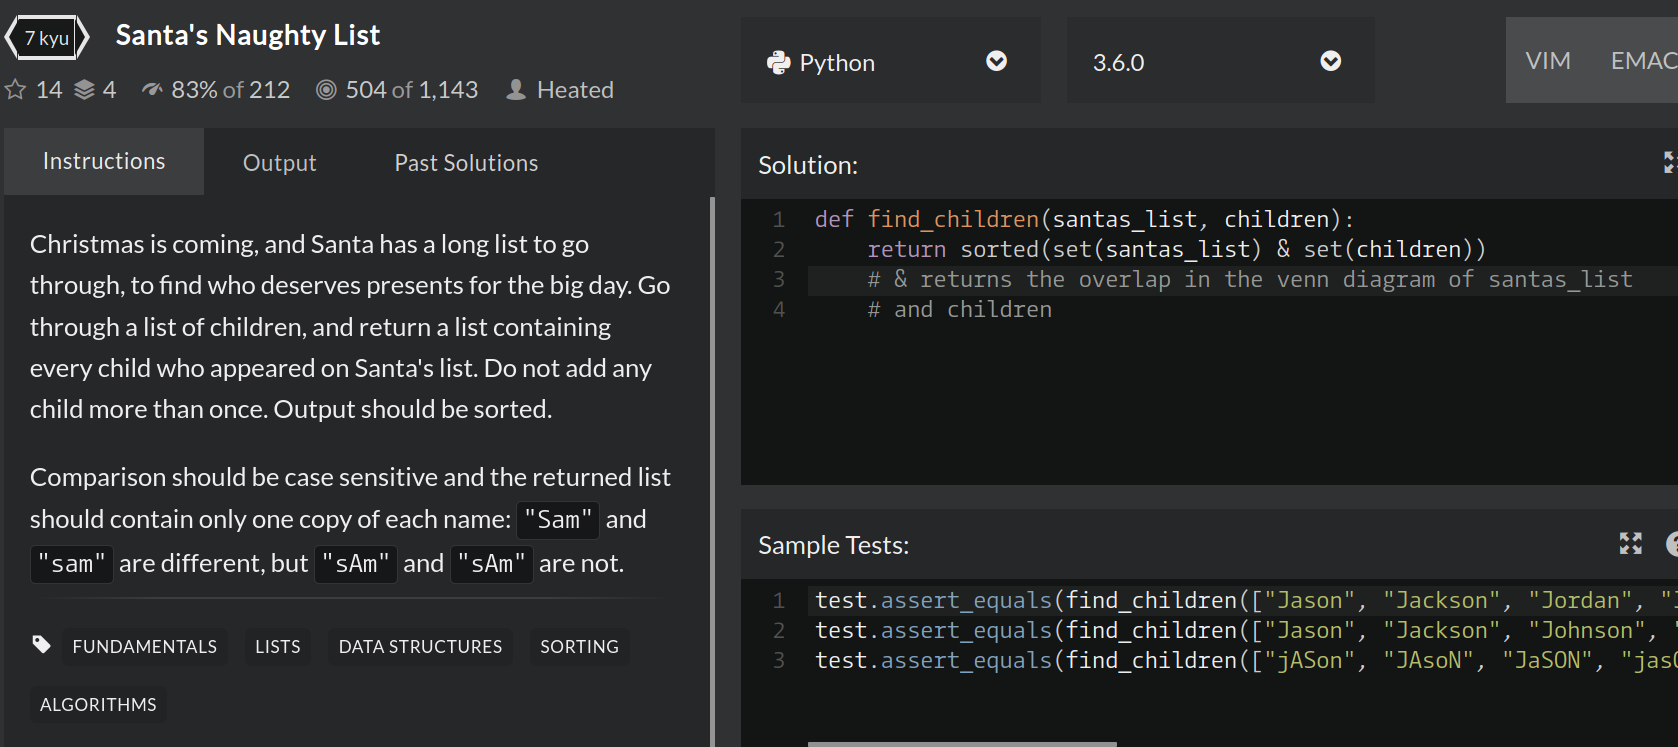 7 kyu
Santa's Naughty List
14 4 83% of 212 504 of 1,143 Heated
Python
3.6.0
VIM
Instructions
Output
Past Solutions
Christmas is coming, and Santa has a long list to go
through, to find who deserves presents for the big day. Go
through a list of children, and return a list containing
every child who appeared on Santa's list. Do not add any
child more than once. Output should be sorted.
Comparison should be case sensitive and the returned list
should contain only one copy of each name: "Sam" and
"sam" are different, but "sAm" and "sAm" are not.
FUNDAMENTALS LISTS DATA STRUCTURES SORTING
ALGORITHMS
Solution:
1 def find_children(santas_list, children):
2 return sorted(set(santas_list) & set(children))
3 # & returns the overlap in the venn diagram of santas_list
4 # and children
Sample Tests:
1 test.assert_equals(find_children(["Jason", "Jackson", "Jordan",
2 test.assert_equals(find_children(["Jason", "Jackson", "Johnson",
3 test.assert_equals(find_children(["jASon", "JAsoN", "JaSON",